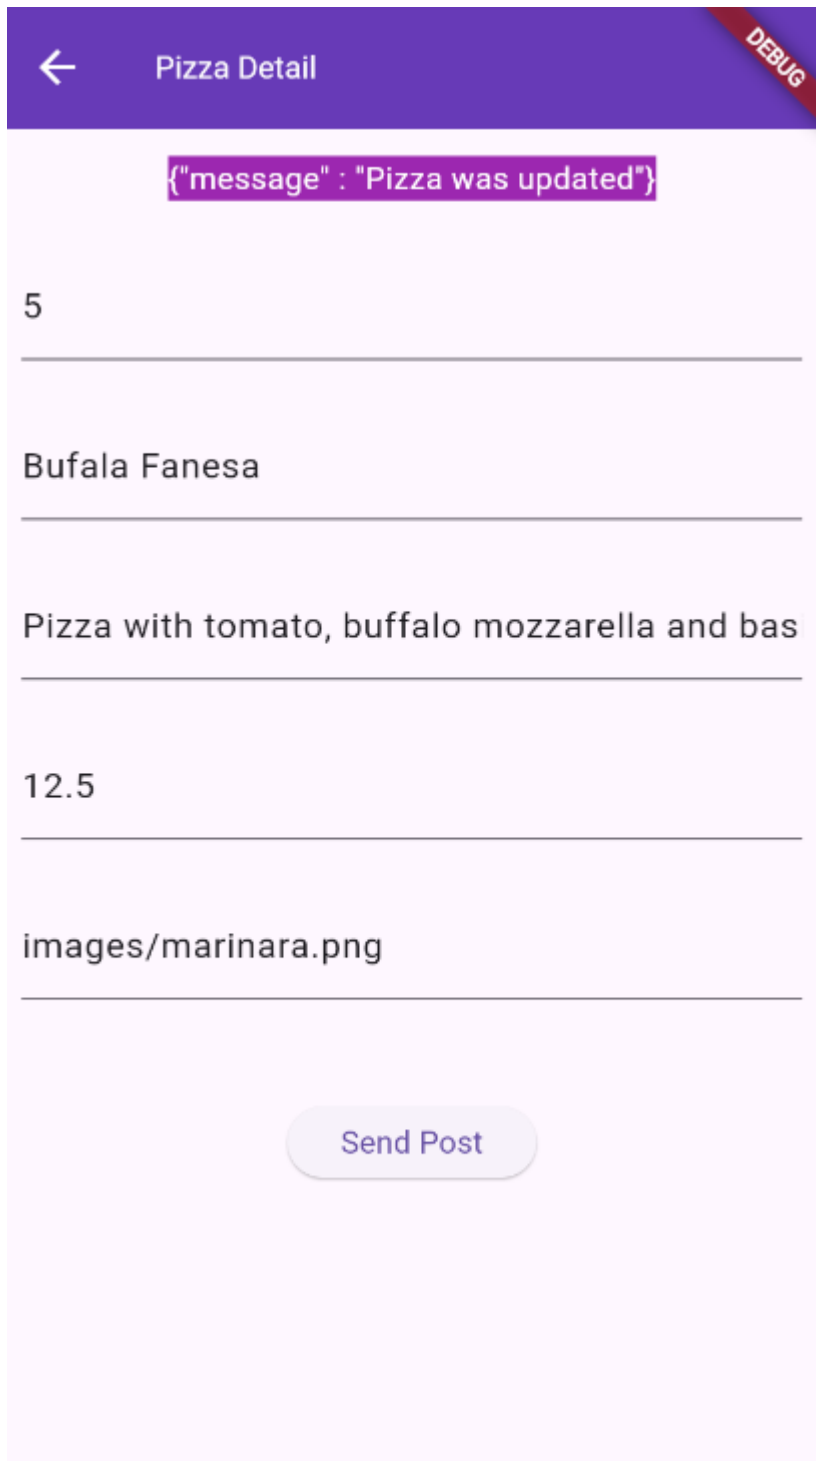 Pizza Detail
DEBUG
{"message" : "Pizza was updated"}
5
Bufala Fanesa
Pizza with tomato, buffalo mozzarella and bas
12.5
images/marinara.png
Send Post